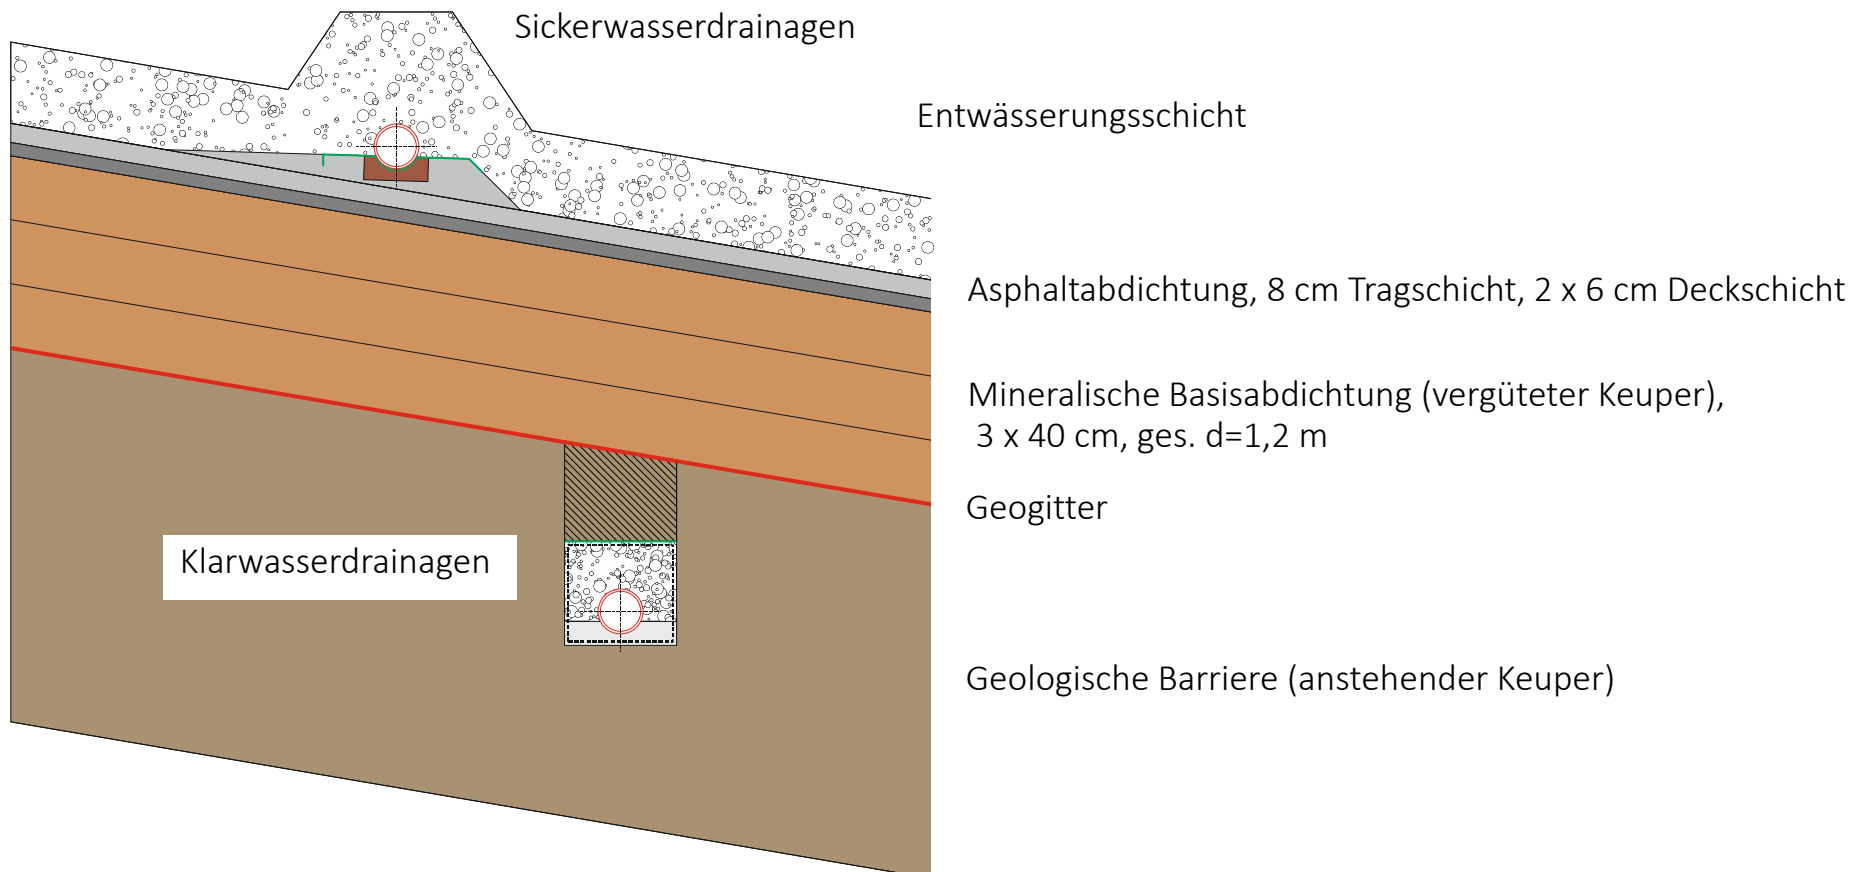 Sickerwasserdrainagen
Entwässerungsschicht
Asphaltabdichtung, 8 cm Tragschicht, 2 x 6 cm Deckschicht
Mineralische Basisabdichtung (vergüteter Keuper),
3 x 40 cm, ges. d=1,2 m
Geogitter
Klarwasserdrainagen
Geologische Barriere (anstehender Keuper)